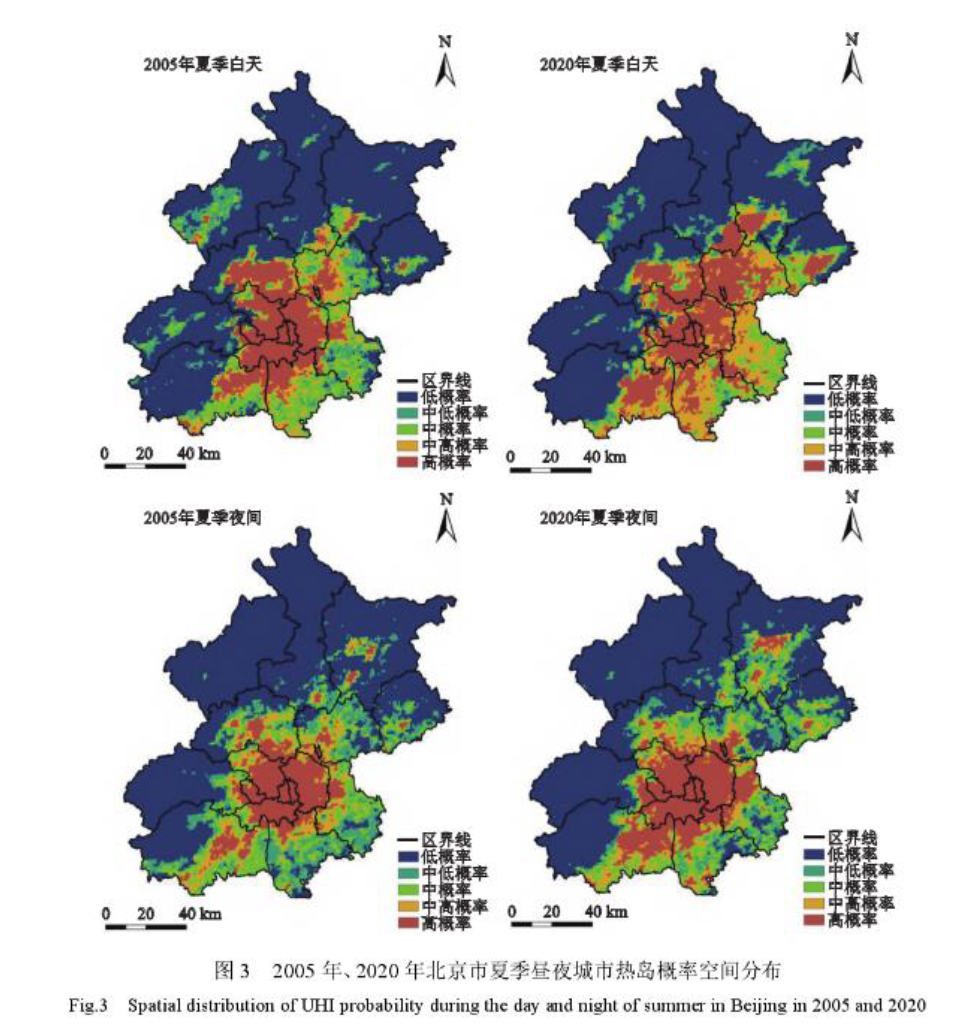 2005年夏季白天
N
2020年夏季白天
N
区界线
低概率
中低概率
中概率
中高概率
高概率
0 20 40 km
区界线
低概率
中低概率
中概率
中高概率
高概率
0 20 40 km
2005年夏季夜间
N
2020年夏季夜间
N
区界线
低概率
中低概率
中概率
中高概率
高概率
0 20 40 km
区界线
低概率
中低概率
中概率
中高概率
高概率
0 20 40 km
图 3 2005 年、2020 年北京市夏季昼夜城市热岛概率空间分布
Fig.3 Spatial distribution of UHI probability during the day and night of summer in Beijing in 2005 and 2020